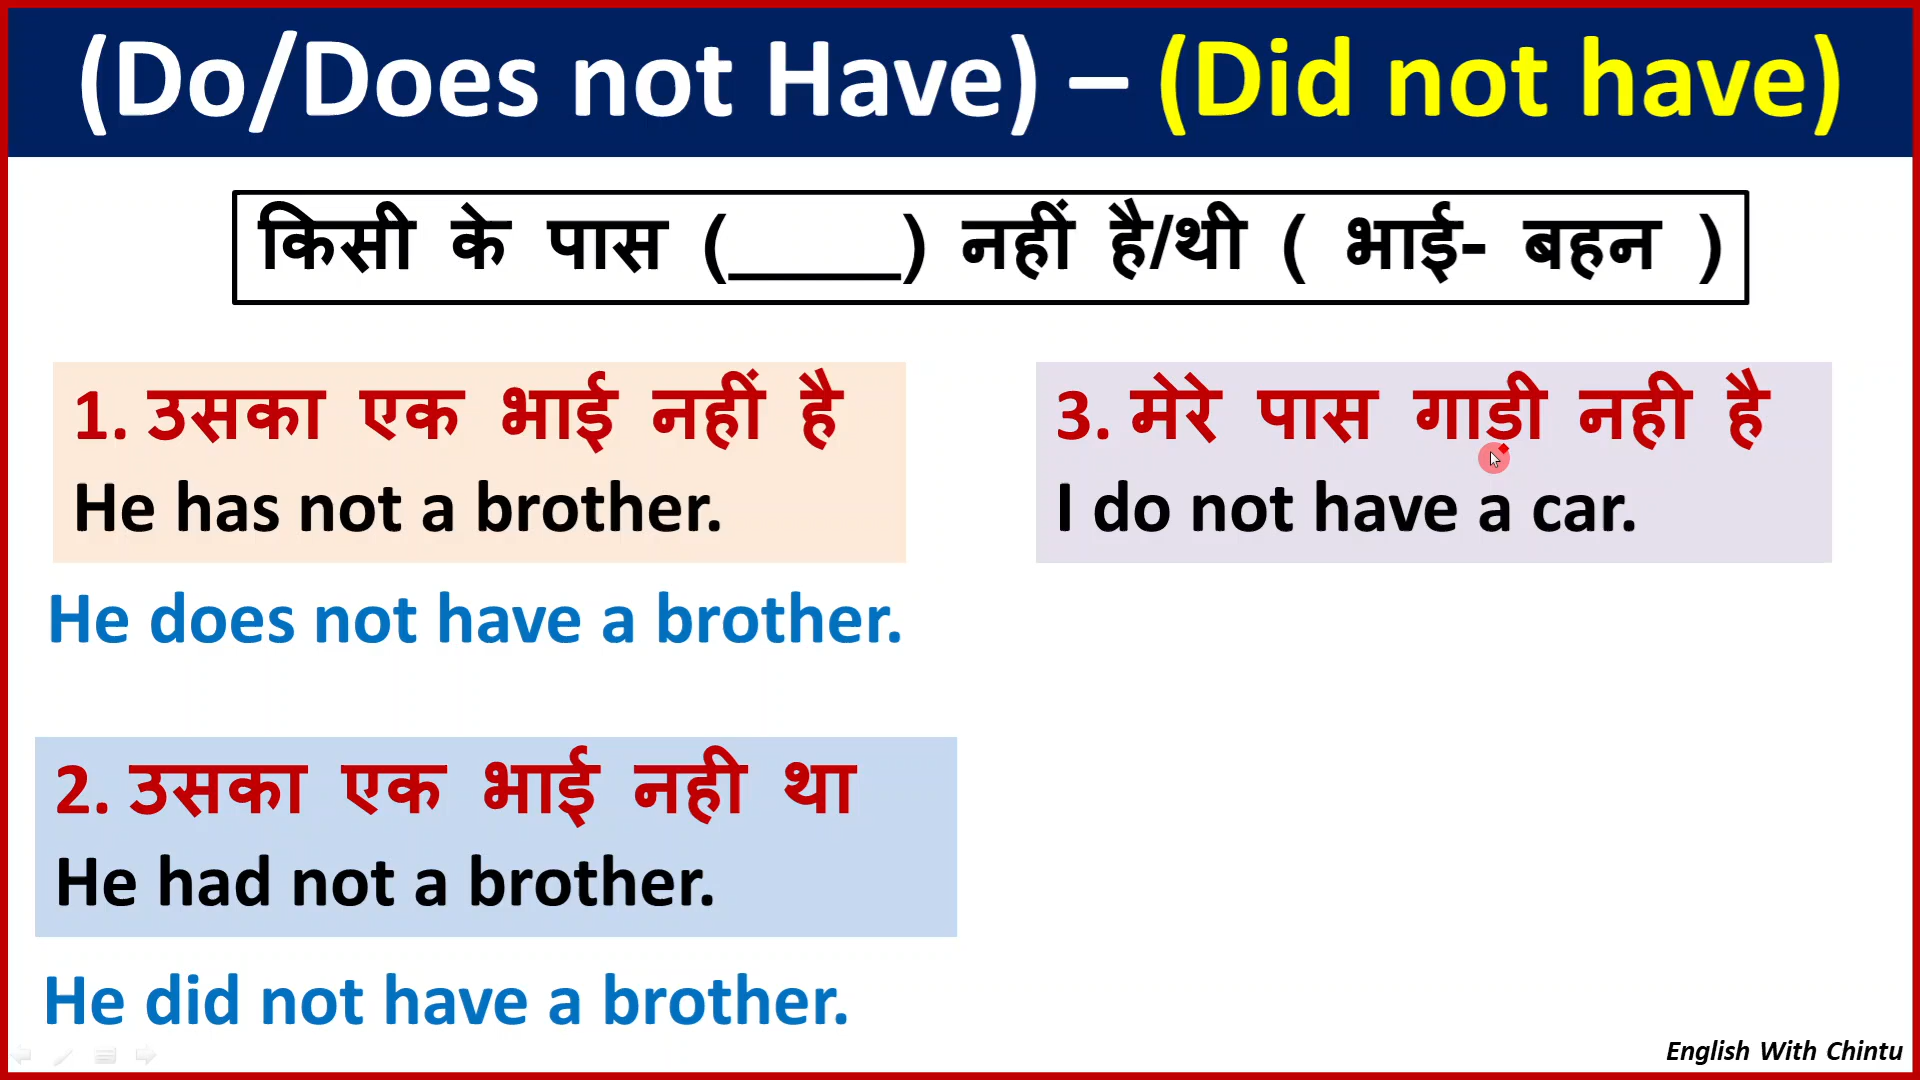 (Do/Does not Have) – (Did not have)
किसी के पास (_____) नहीं है/थी ( भाई- बहन )
1. उसका एक भाई नहीं है
He has not a brother.
He does not have a brother.
2. उसका एक भाई नही था
He had not a brother.
He did not have a brother.
3. मेरे पास गाड़ी नही है
I do not have a car.
English With Chintu